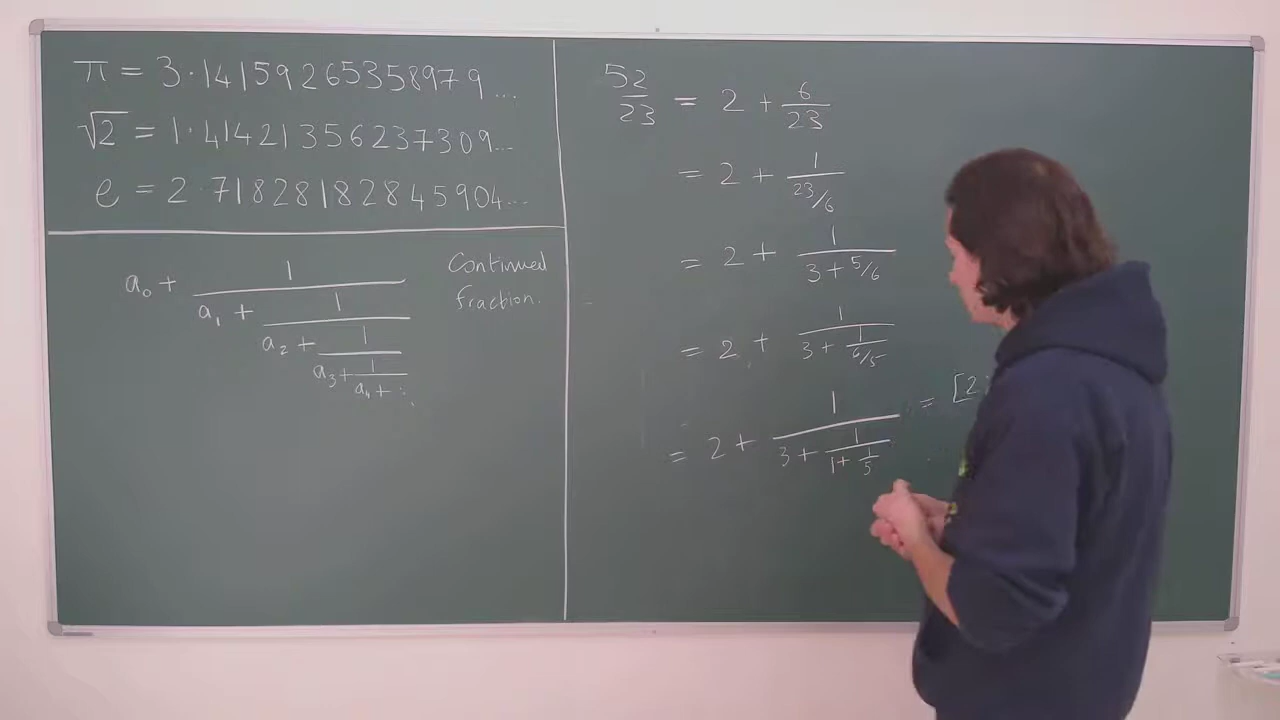 π = 3.14159265358979...
√2 = 1.41421356237309...
e = 2.71828182845904...
a₀ + 1/(a₁ + 1/(a₂ + 1/(a₃ + 1/(a₄ + ⋱
Continued
fraction.
52/23 = 2 + 6/23
= 2 + 1/(23/6)
= 2 + 1/(3 + 5/6)
= 2 + 1/(3 + 1/(6/5))
= 2 + 1/(3 + 1/(1 + 1/5)) = [2;